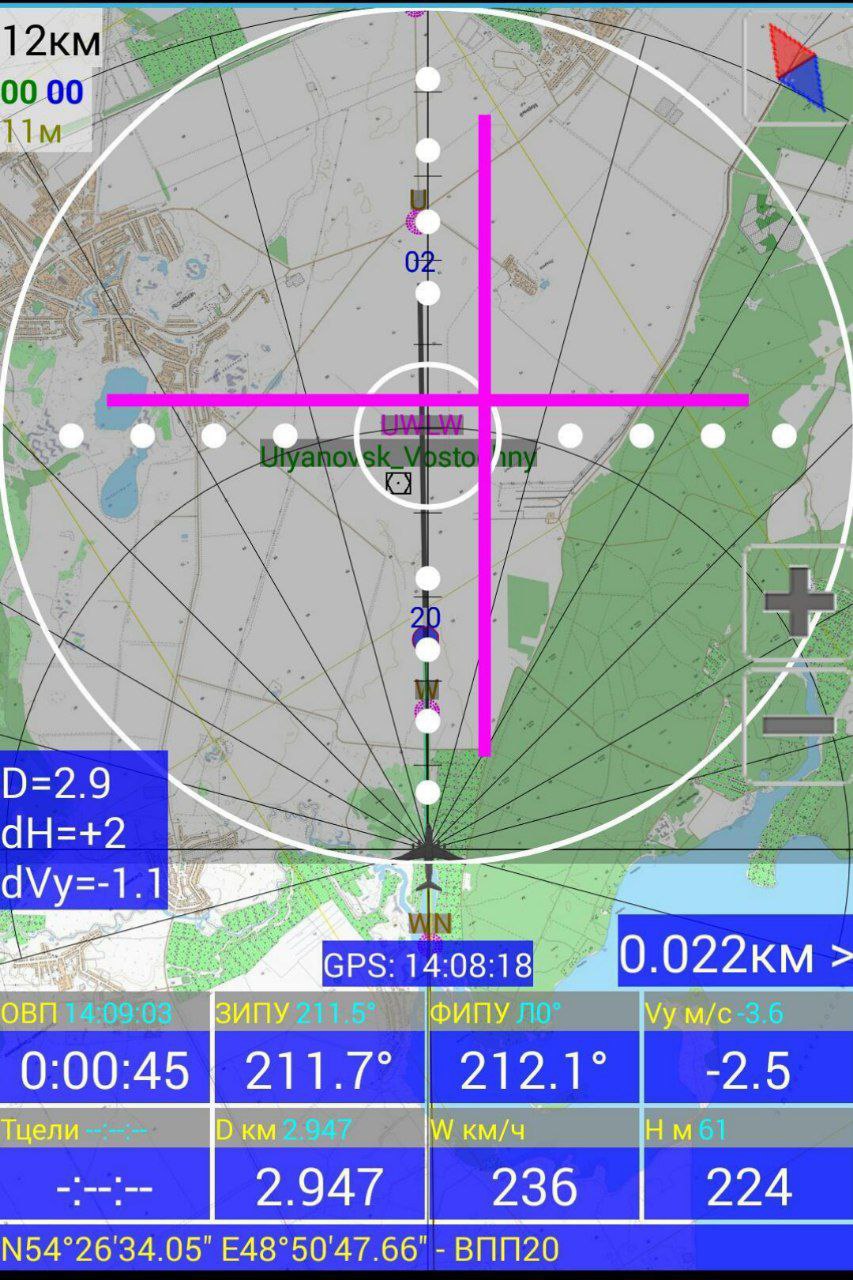 12км
00 00
11м
U
02
UWLW
Ulyanovsk_Vostochny
20
W
D=2.9
dH=+2
dVy=-1.1
WN
GPS: 14:08:18
0.022км >
ОВП 14:09:03
ЗИПУ 211.5°
ФИПУ Л0°
Vy м/с -3.6
0:00:45
211.7°
212.1°
-2.5
Тцели --:--:--
D км 2.947
W км/ч
H м 61
-:--:--
2.947
236
224
N54°26'34.05" E48°50'47.66" - ВПП20